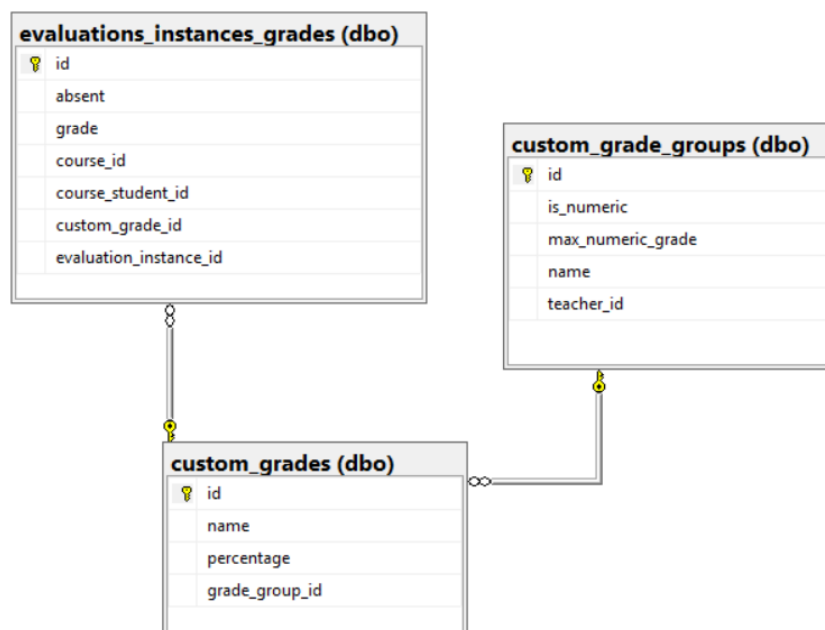 evaluations_instances_grades (dbo)
id
absent
grade
course_id
course_student_id
custom_grade_id
evaluation_instance_id
custom_grade_groups (dbo)
id
is_numeric
max_numeric_grade
name
teacher_id
custom_grades (dbo)
id
name
percentage
grade_group_id